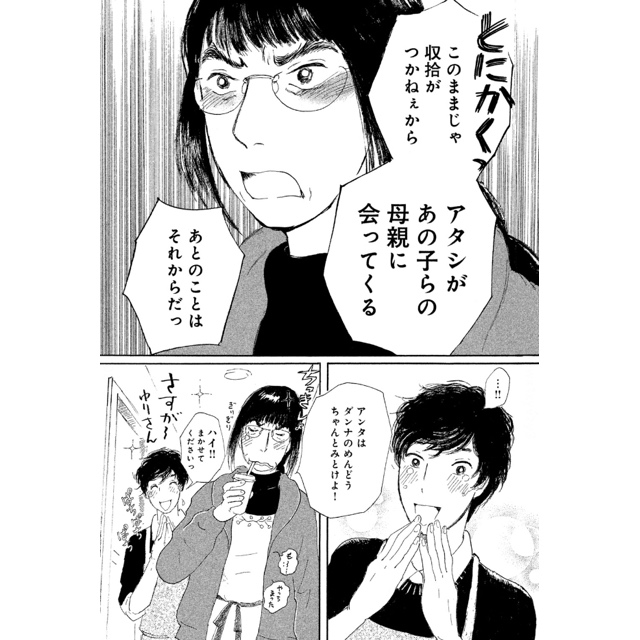 とにかくっ
このままじゃ
収拾が
つかねぇから
アタシが
あの子らの
母親に
会ってくる
あとのことは
それからだっ
…!!
アンタは
ダンナのめんどう
ちゃんとみとけよ!
ハイ!!
まかせて
くださいっ
さすが〜
ゆりさん